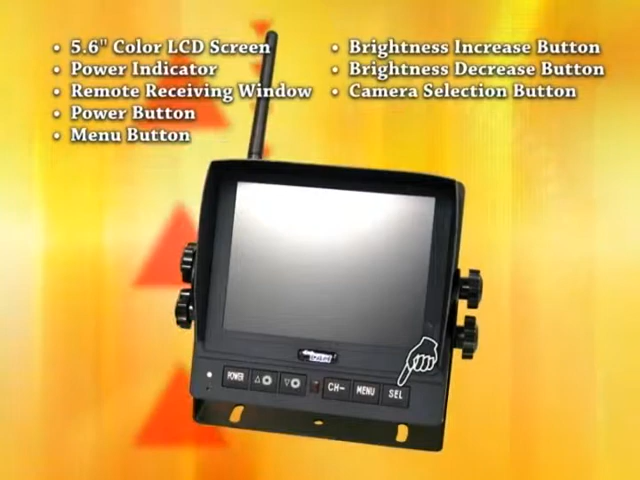 • 5.6" Color LCD Screen
• Power Indicator
• Remote Receiving Window
• Power Button
• Menu Button
• Brightness Increase Button
• Brightness Decrease Button
• Camera Selection Button
POWER
CH-
MENU
SEL